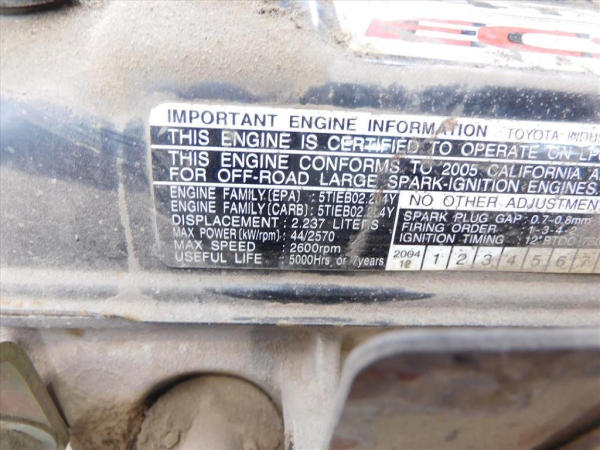 EC
IMPORTANT ENGINE INFORMATION TOYOTA INDUS
THIS ENGINE IS CERTIFIED TO OPERATE ON LP
THIS ENGINE CONFORMS TO 2005 CALIFORNIA A
FOR OFF-ROAD LARGE SPARK-IGNITION ENGINES.
ENGINE FAMILY(EPA) : 5TIEB02.2 4Y
ENGINE FAMILY(CARB): 5TIEB02. 4Y
DISPLACEMENT: 2.237 LITERS
MAX POWER(kW/rpm) : 44/2570
MAX SPEED : 2600rpm
USEFUL LIFE : 5000Hrs or 7years
NO OTHER ADJUSTMEN
SPARK PLUG GAP: 0.7-0.8mm
FIRING ORDER : 1-3-4-
IGNITION TIMING : 12°BTDC
2004 12 1 2 3 4 5 6 7